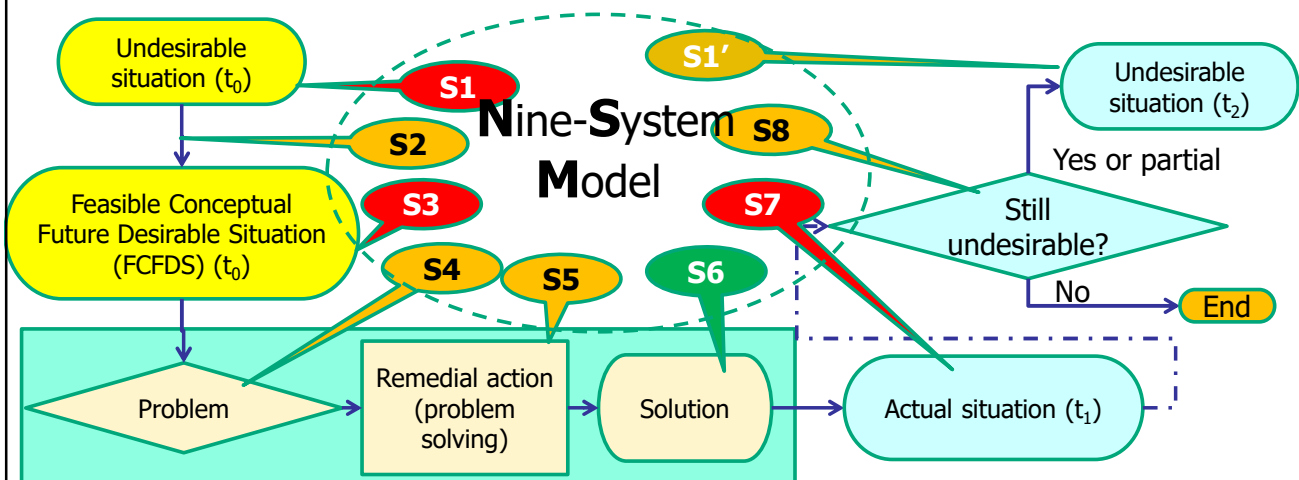 Undesirable
situation (t₀)
S1
S2
Feasible Conceptual
Future Desirable Situation
(FCFDS) (t₀)
S3
Nine-System
Model
S1’
S8
S7
Undesirable
situation (t₂)
Yes or partial
Still
undesirable?
No
End
S4
S5
S6
Problem
Remedial action
(problem
solving)
Solution
Actual situation (t₁)